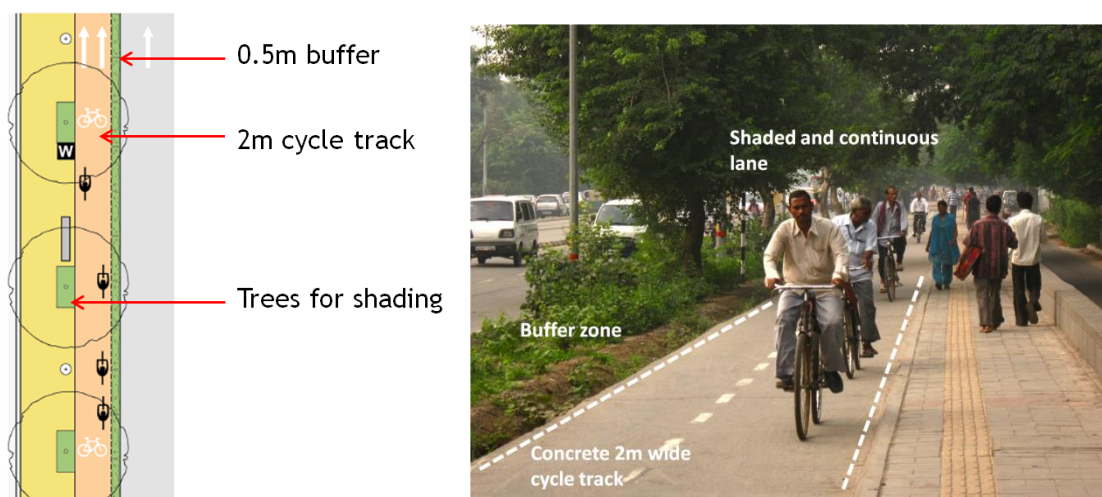 0.5m buffer
2m cycle track
W
Trees for shading
Shaded and continuous
lane
Buffer zone
Concrete 2m wide
cycle track